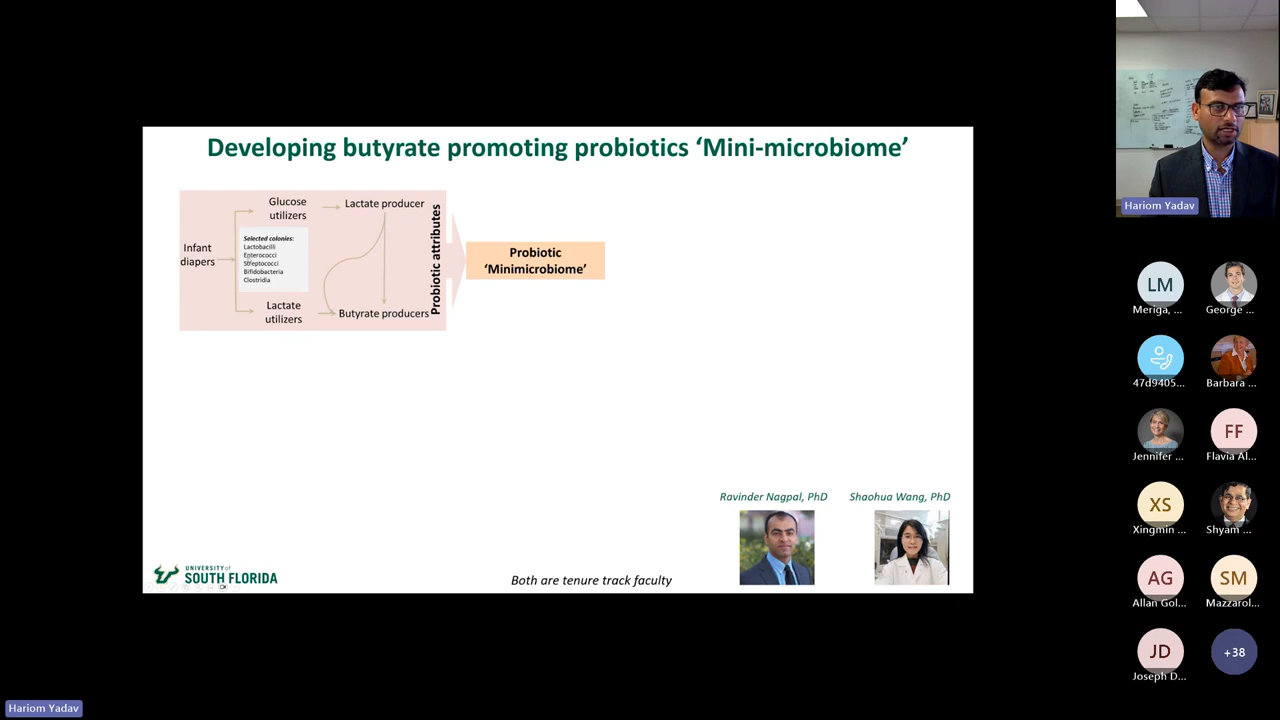 Developing butyrate promoting probiotics ‘Mini-microbiome’
Glucose
utilizers
Lactate producer
Infant
diapers
Selected colonies:
Lactobacilli
Enterococci
Streptococci
Bifidobacteria
Clostridia
Lactate
utilizers
Butyrate producers
Probiotic attributes
Probiotic
‘Minimicrobiome’
Ravinder Nagpal, PhD
Shaohua Wang, PhD
Both are tenure track faculty
UNIVERSITY of
SOUTH FLORIDA
Hariom Yadav
LM
Meriga, ...
George ...
47d9405...
Barbara ...
Jennifer ...
FF
Flavia Al...
XS
Xingmin ...
Shyam ...
AG
Allan Gol...
SM
Mazzarol...
JD
Joseph D...
+38
Hariom Yadav